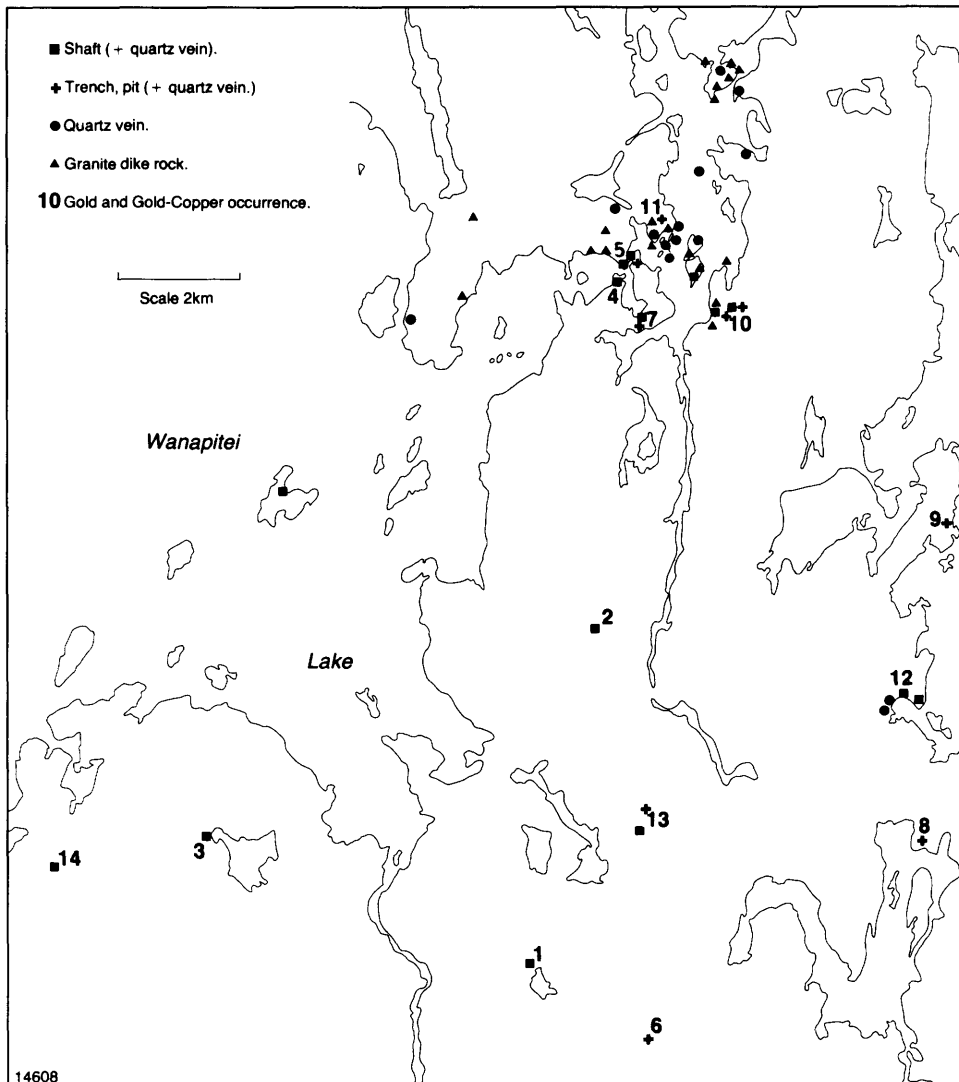 Shaft (+ quartz vein).
Trench, pit (+ quartz vein.)
Quartz vein.
Granite dike rock.
10 Gold and Gold-Copper occurrence.
Scale 2km
11
5
4
7
10
Wanapitei
9
2
Lake
12
13
8
3
14
1
6
14608